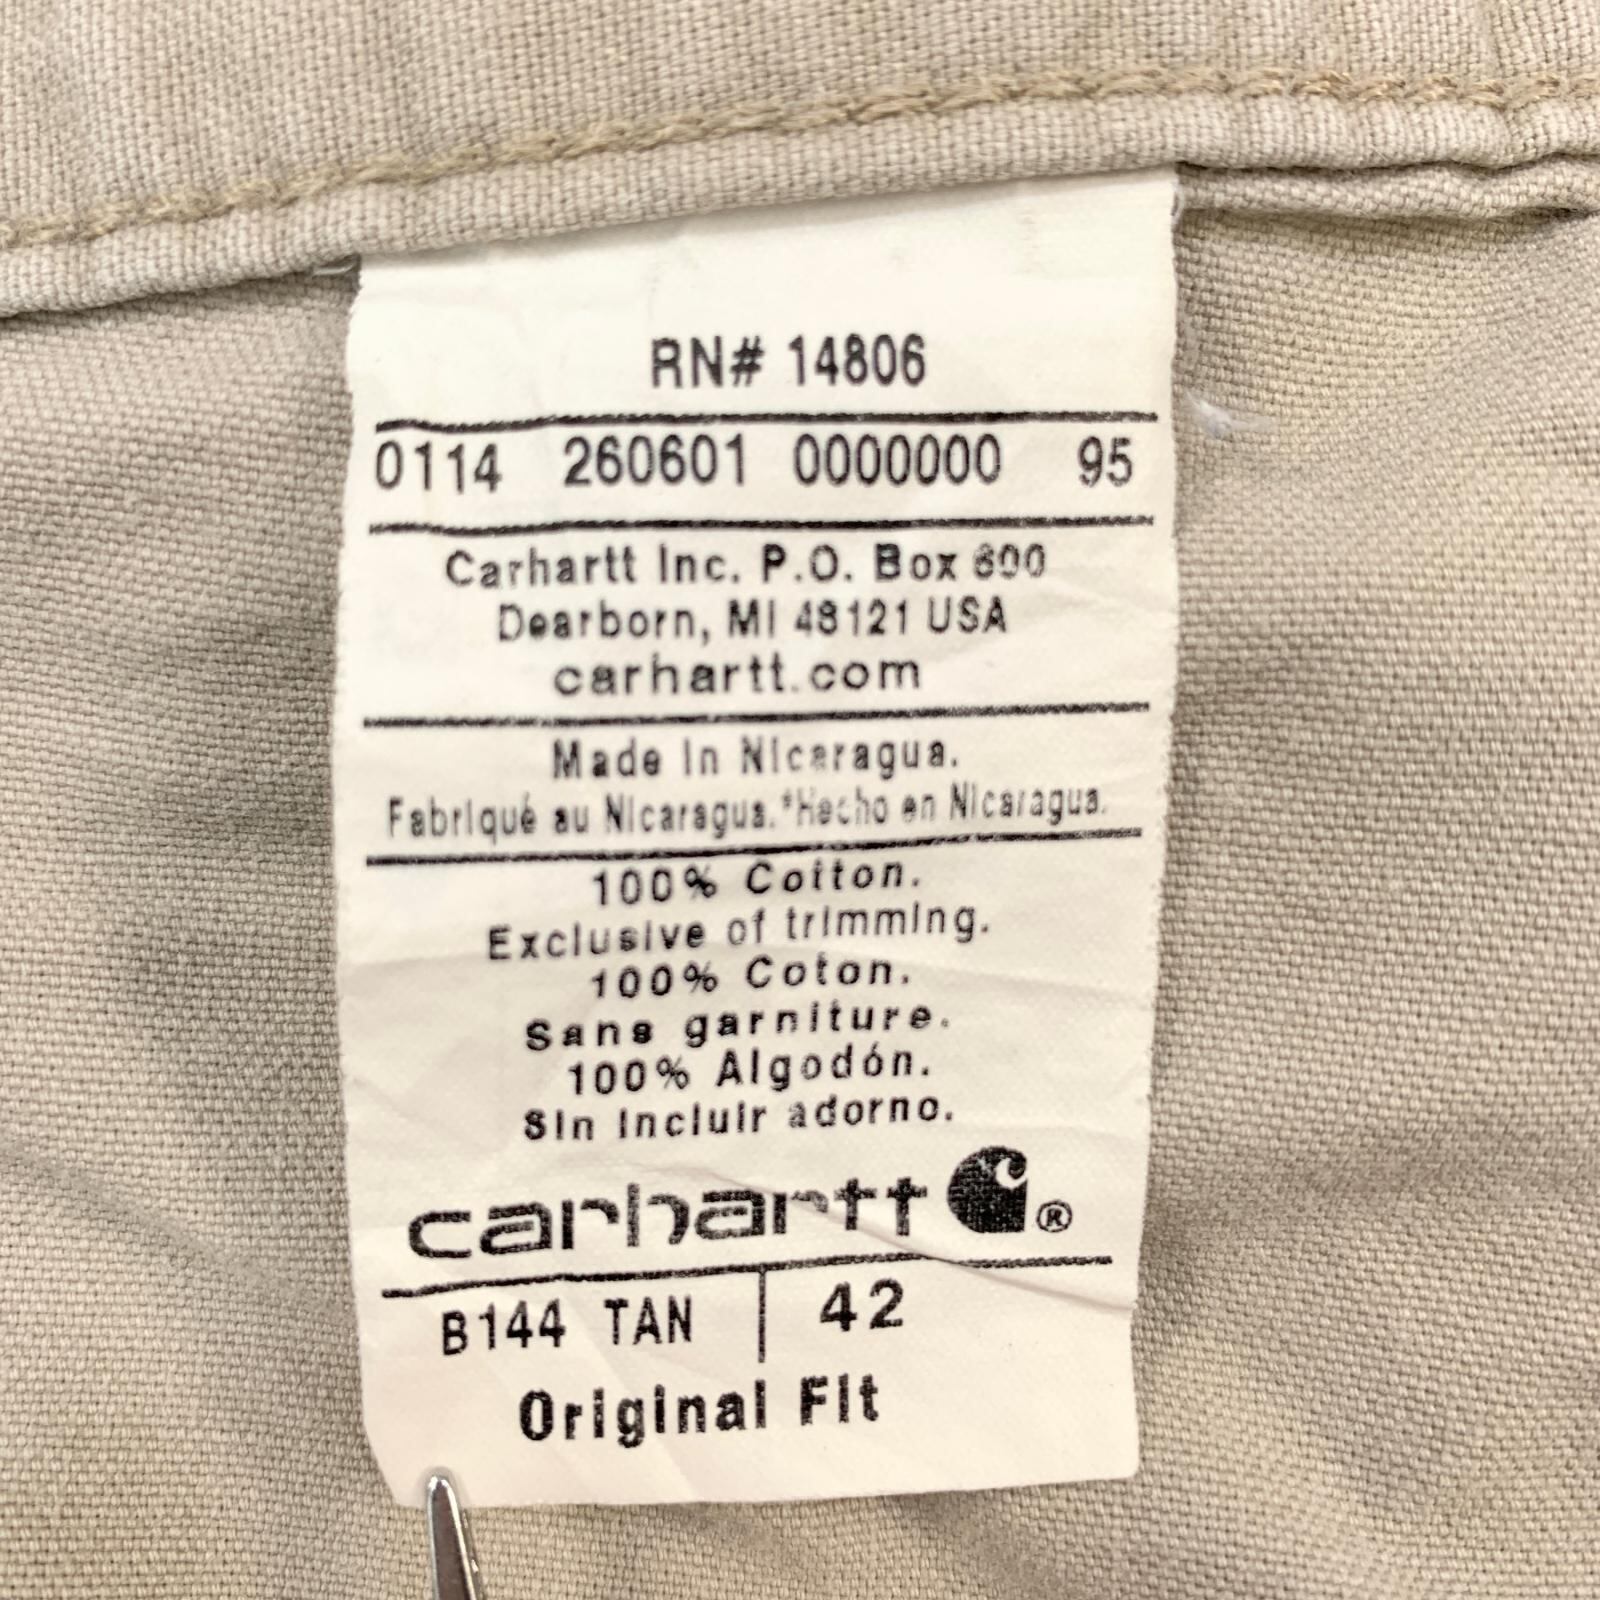 RN# 14806
0114 260601 0000000 95
Carhartt Inc. P.O. Box 600
Dearborn, MI 48121 USA
carhartt.com
Made In Nicaragua.
Fabriqué au Nicaragua.*Hecho en Nicaragua.
100% Cotton.
Exclusive of trimming.
100% Coton.
Sans garniture.
100% Algodón.
Sin incluir adorno.
carhartt ®
B144 TAN | 42
Original Fit